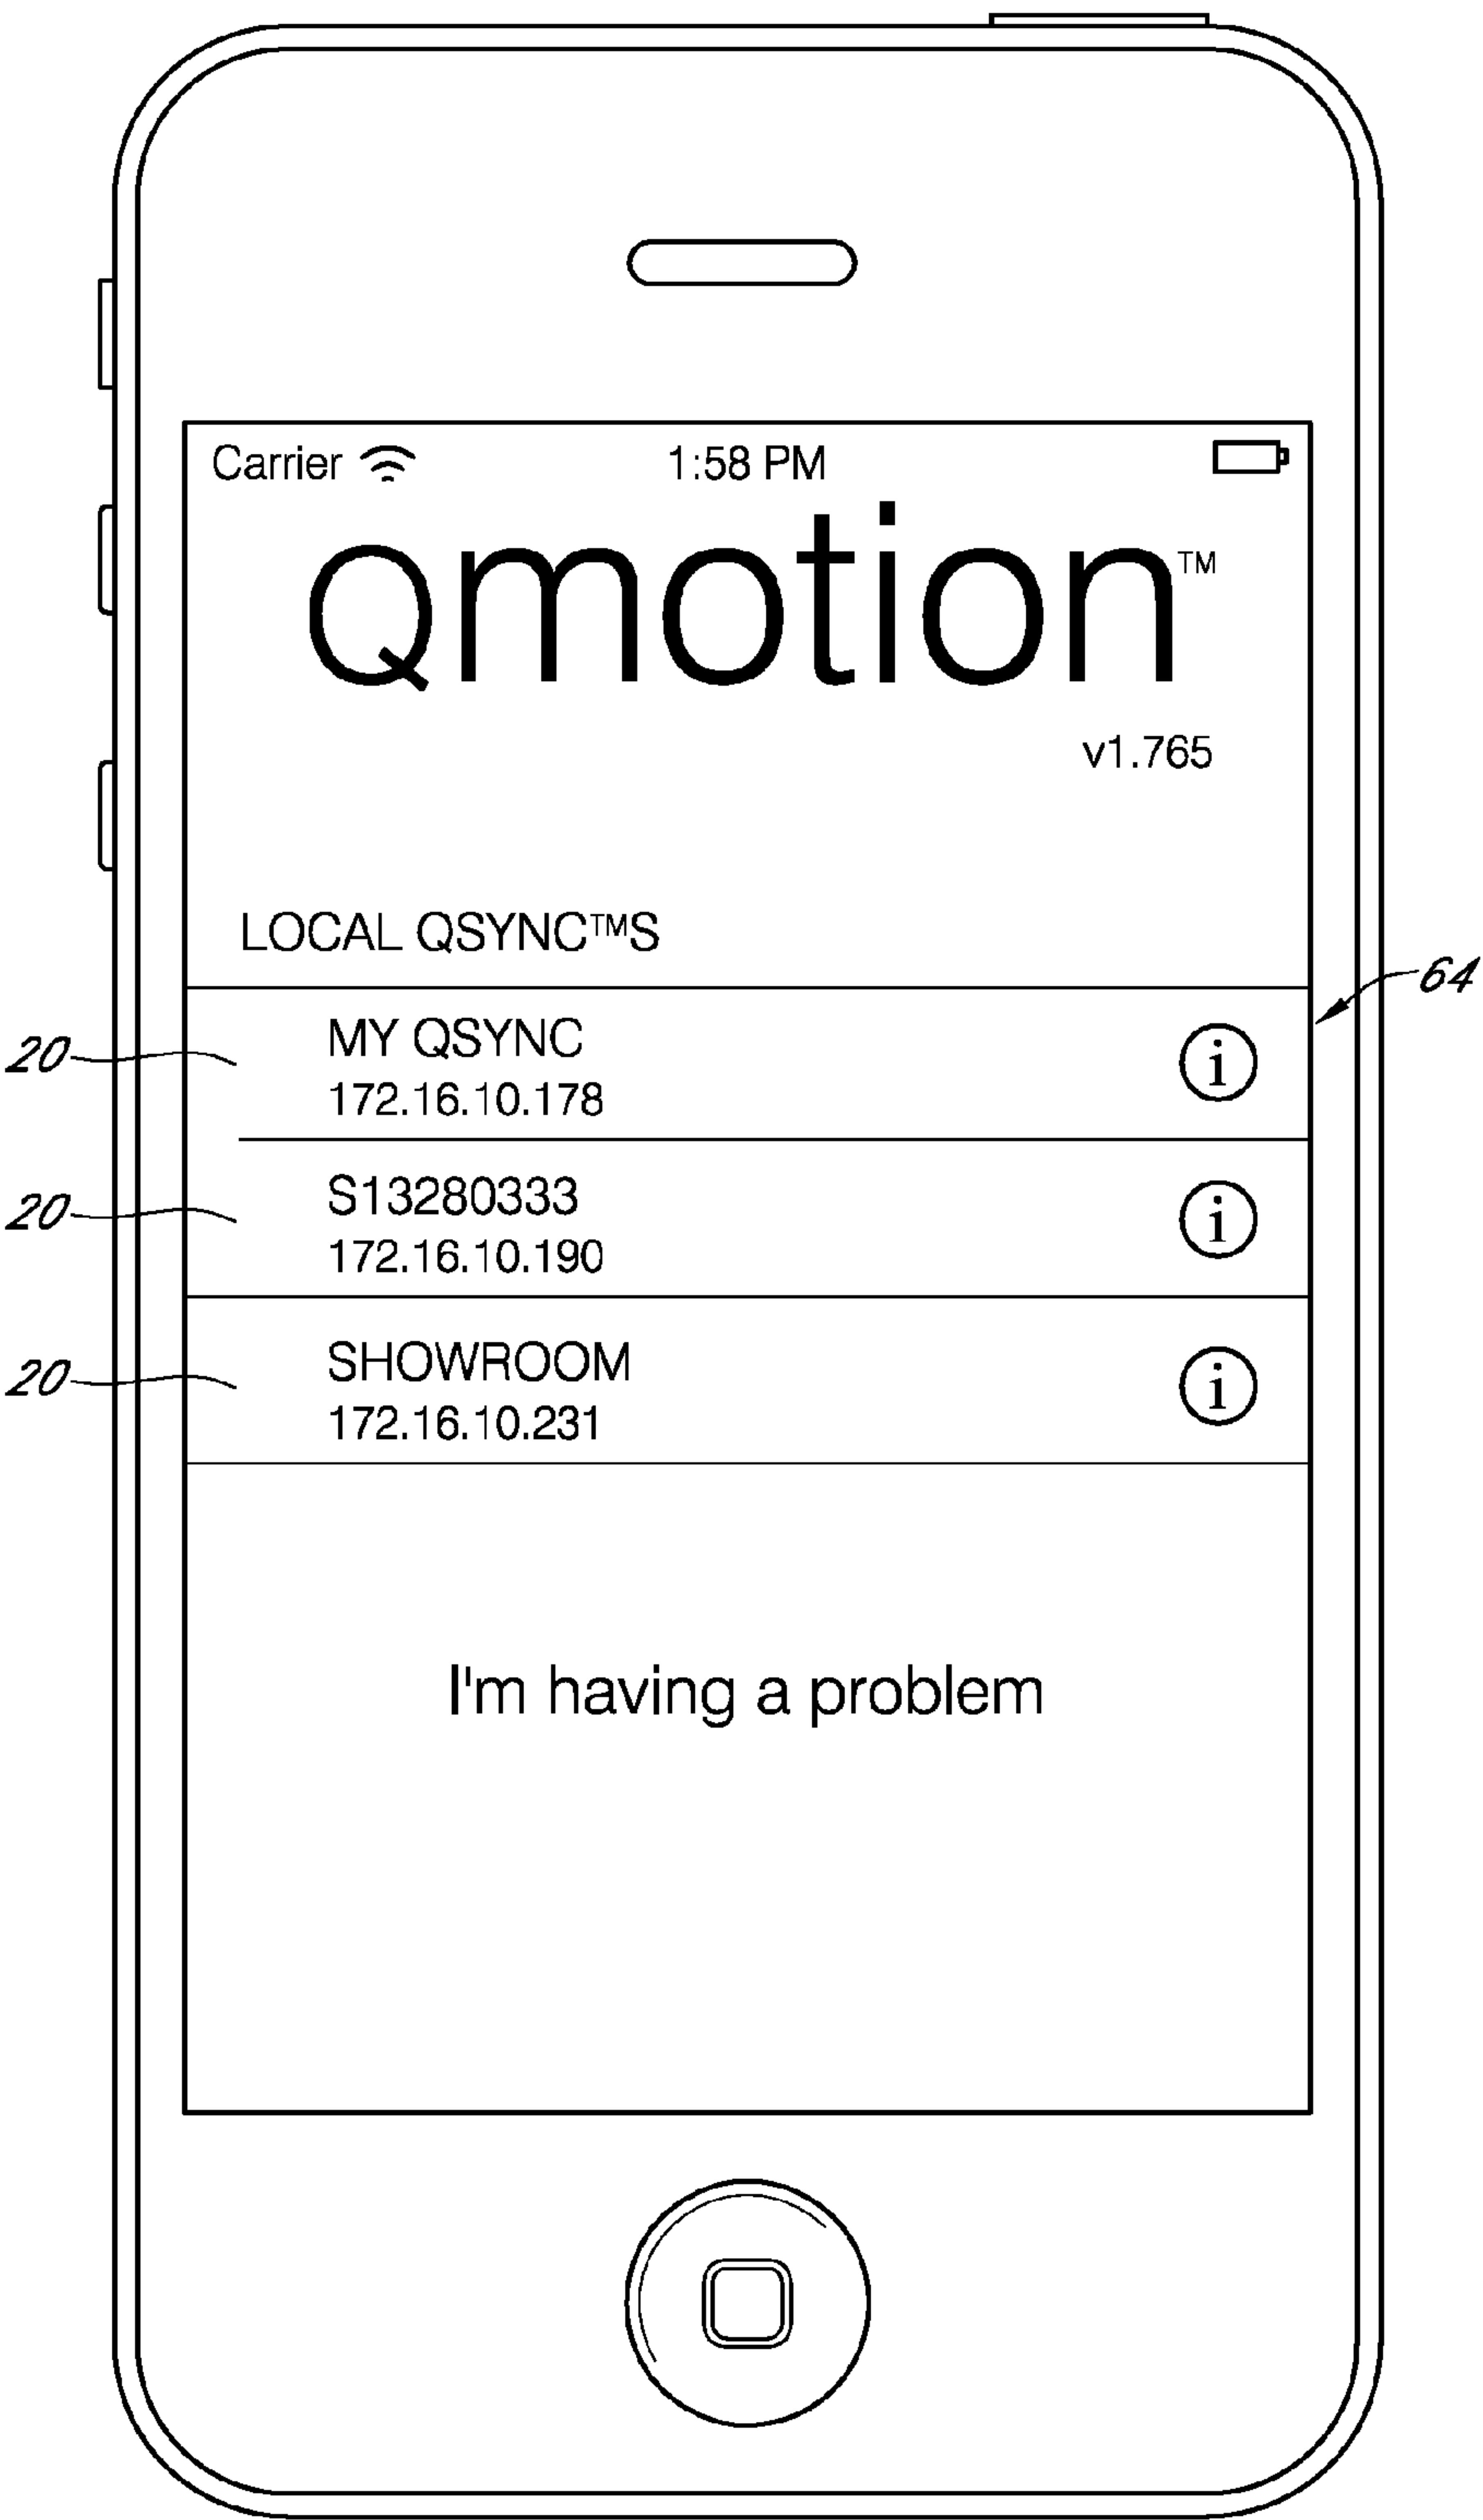 Carrier 1:58 PM
Qmotion™
v1.765
LOCAL QSYNC™S
64
20 MY QSYNC
172.16.10.178
20 S13280333
172.16.10.190
20 SHOWROOM
172.16.10.231
I'm having a problem